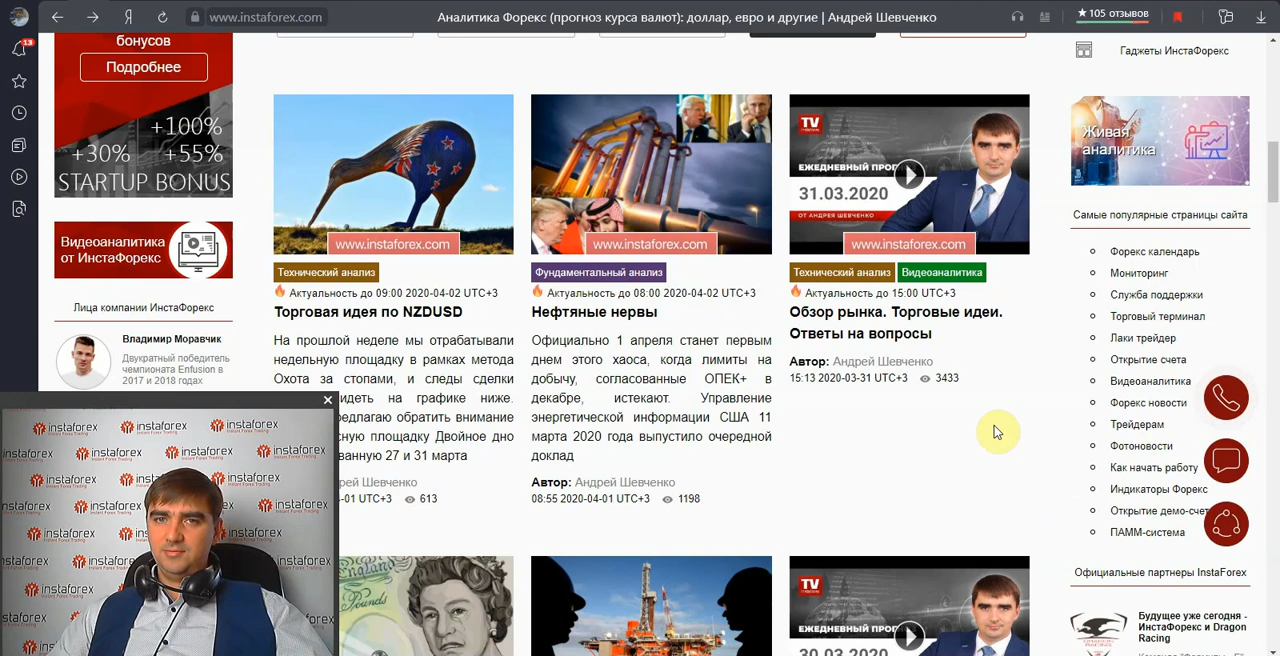 13
www.instaforex.com
Аналитика Форекс (прогноз курса валют): доллар, евро и другие | Андрей Шевченко
★ 105 отзывов
бонусов
Подробнее
+100%
+30% +55%
STARTUP BONUS
Видеоаналитика
от ИнстаФорекс
Лица компании ИнстаФорекс
Владимир Моравчик
Двукратный победитель
чемпионата Enfusion в
2017 и 2018 годах
www.instaforex.com
Технический анализ
Актуальность до 09:00 2020-04-02 UTC+3
Торговая идея по NZDUSD
На прошлой неделе мы отрабатывали
недельную площадку в рамках метода
Охота за стопами, и следы сделки
идеть на графике ниже.
редлагаю обратить внимание
сную площадку Двойное дно
ванную 27 и 31 марта
рей Шевченко
-01 UTC+3 613
www.instaforex.com
Фундаментальный анализ
Актуальность до 08:00 2020-04-02 UTC+3
Нефтяные нервы
Официально 1 апреля станет первым
днем этого хаоса, когда лимиты на
добычу, согласованные ОПЕК+ в
декабре, истекают. Управление
энергетической информации США 11
марта 2020 года выпустило очередной
доклад
Автор: Андрей Шевченко
08:55 2020-04-01 UTC+3 1198
TV
ЕЖЕДНЕВНЫЙ ПРОГ
31.03.2020
ОТ АНДРЕЯ ШЕВЧЕНКО
www.instaforex.com
Технический анализ Видеоаналитика
Актуальность до 15:00 UTC+3
Обзор рынка. Торговые идеи.
Ответы на вопросы
Автор: Андрей Шевченко
15:13 2020-03-31 UTC+3 3433
TV
ЕЖЕДНЕВНЫЙ ПРОГ
30.03.2020
Гаджеты ИнстаФорекс
Живая
аналитика
Самые популярные страницы сайта
Форекс календарь
Мониторинг
Служба поддержки
Торговый терминал
Лаки трейдер
Открытие счета
Видеоаналитика
Форекс новости
Трейдерам
Фотоновости
Как начать работу
Индикаторы Форекс
Открытие демо-счет
ПАММ-система
Официальные партнеры InstaForex
Будущее уже сегодня -
ИнстаФорекс и Dragon
Racing
instaforex
Instant Forex Trading